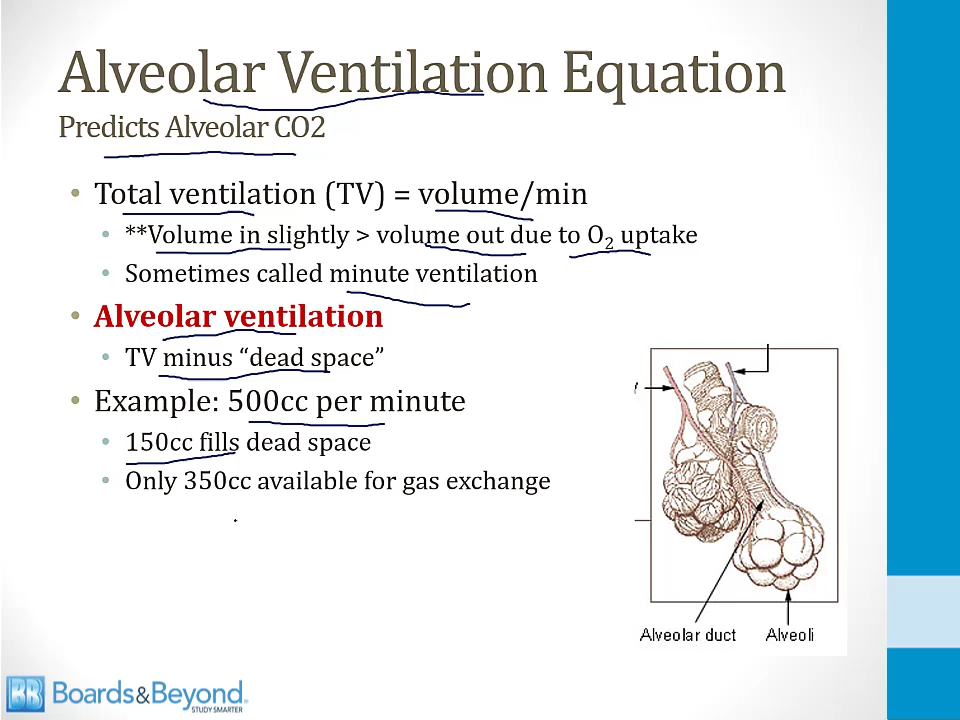 Alveolar Ventilation Equation
Predicts Alveolar CO2
• Total ventilation (TV) = volume/min
• **Volume in slightly > volume out due to O₂ uptake
• Sometimes called minute ventilation
• Alveolar ventilation
• TV minus “dead space”
• Example: 500cc per minute
• 150cc fills dead space
• Only 350cc available for gas exchange
Alveolar duct Alveoli
BB Boards&Beyond.
STUDY SMARTER